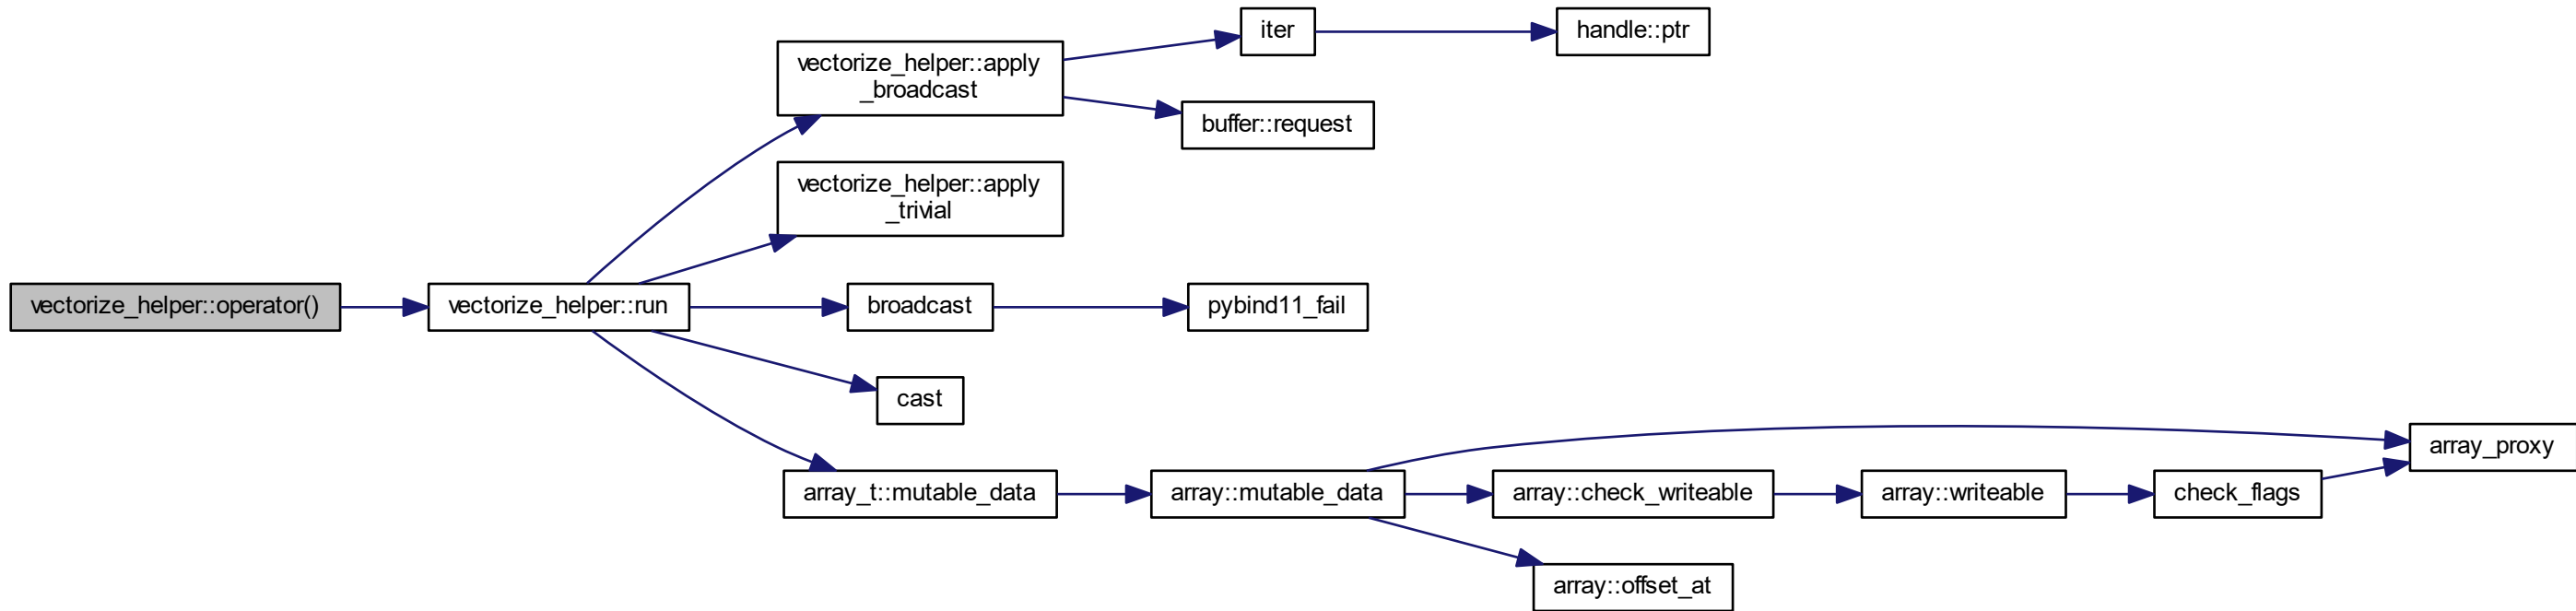 iter
handle::ptr
vectorize_helper::apply
_broadcast
buffer::request
vectorize_helper::apply
_trivial
vectorize_helper::operator()
vectorize_helper::run
broadcast
pybind11_fail
cast
array_proxy
array_t::mutable_data
array::mutable_data
array::check_writeable
array::writeable
check_flags
array::offset_at